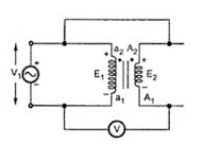 a₂ A₂
V₁ E₁ E₂
a₁ A₁
V